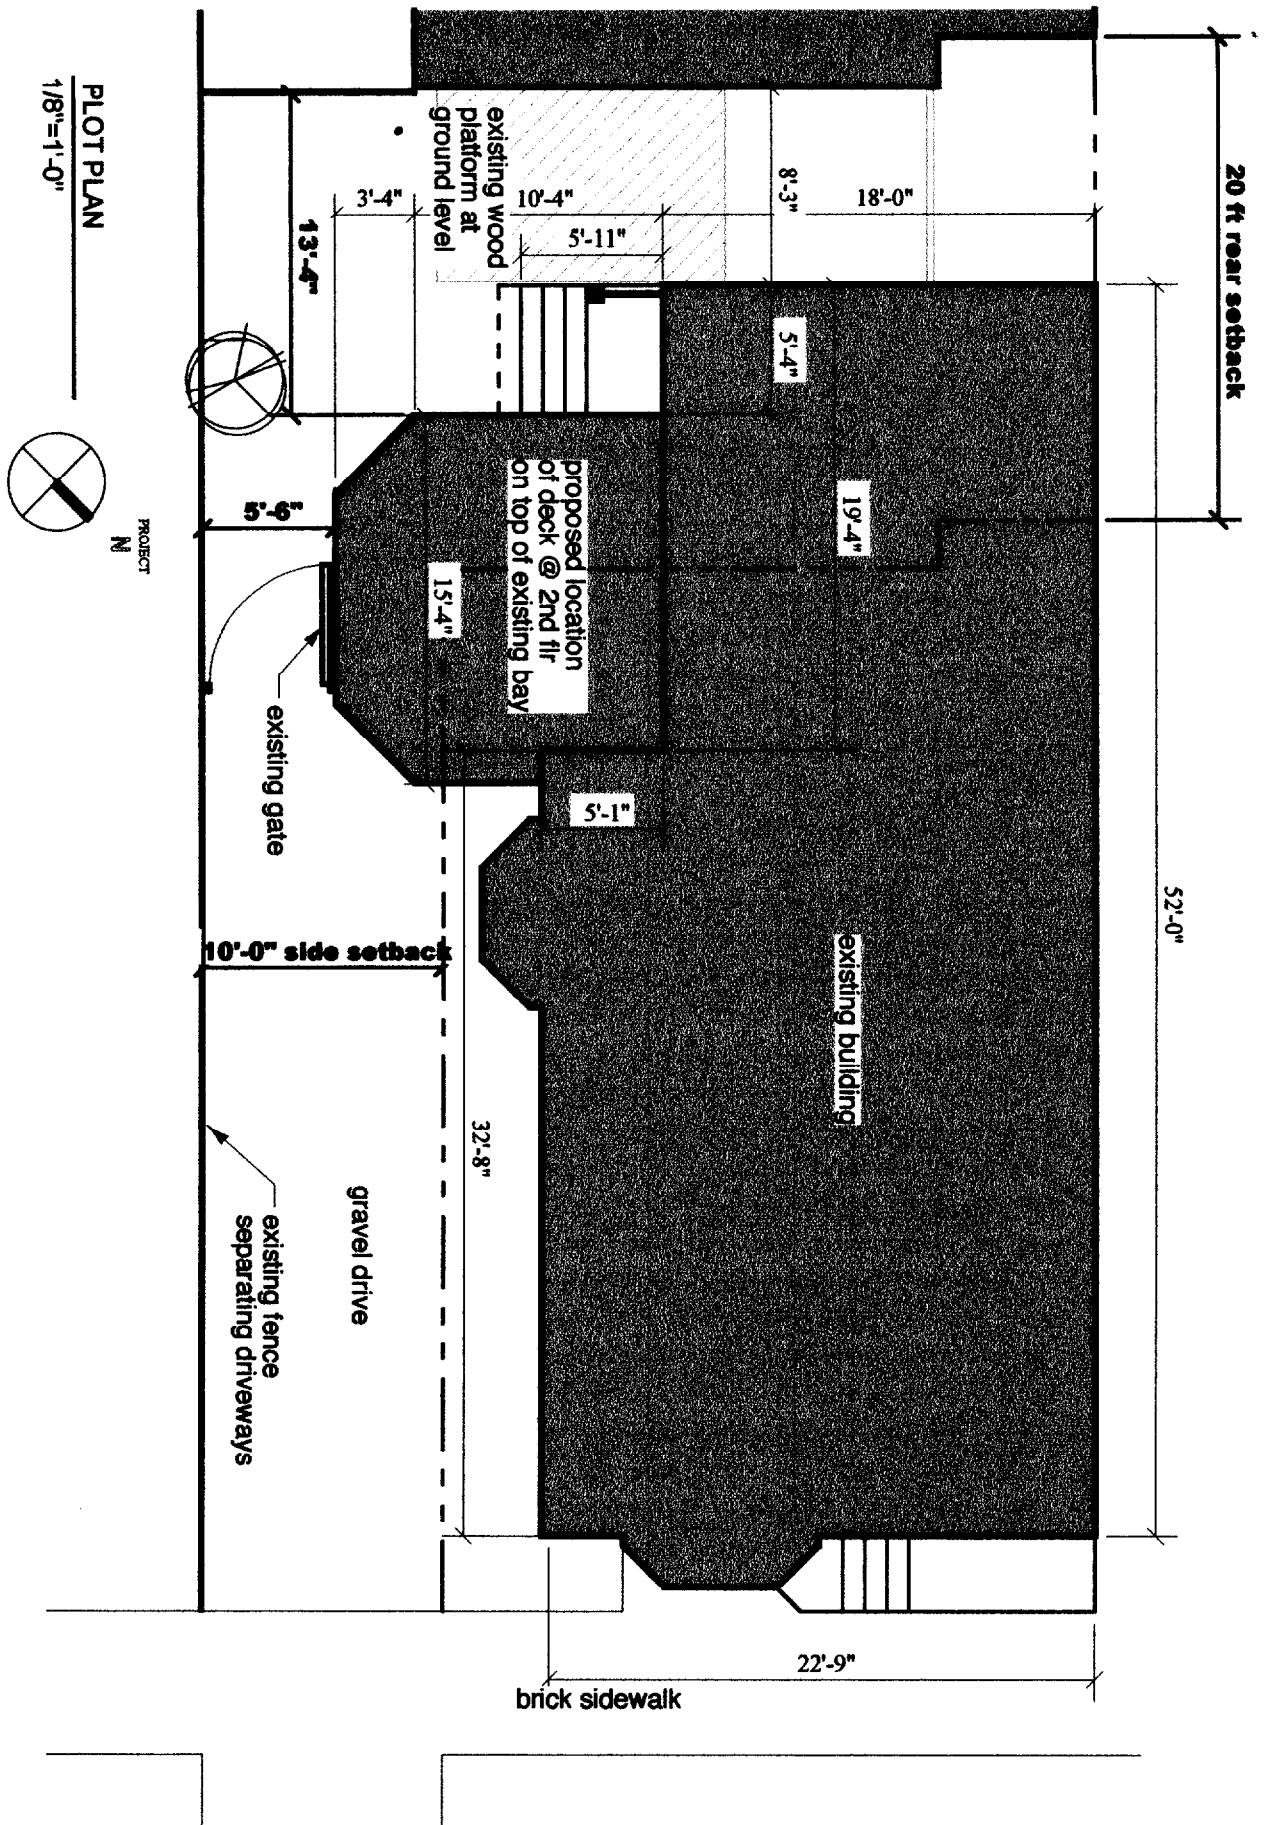 20 ft rear setback
52'-0"
18'-0"
8'-3"
10'-4"
3'-4"
5'-11"
existing wood
platform at
ground level
13'-4"
5'-4"
19'-4"
proposed location
of deck @ 2nd flr
on top of existing bay
15'-4"
5'-6"
5'-1"
existing gate
existing building
10'-0" side setback
32'-8"
gravel drive
existing fence
separating driveways
22'-9"
brick sidewalk
PLOT PLAN
1/8"=1'-0"
PROJECT
N